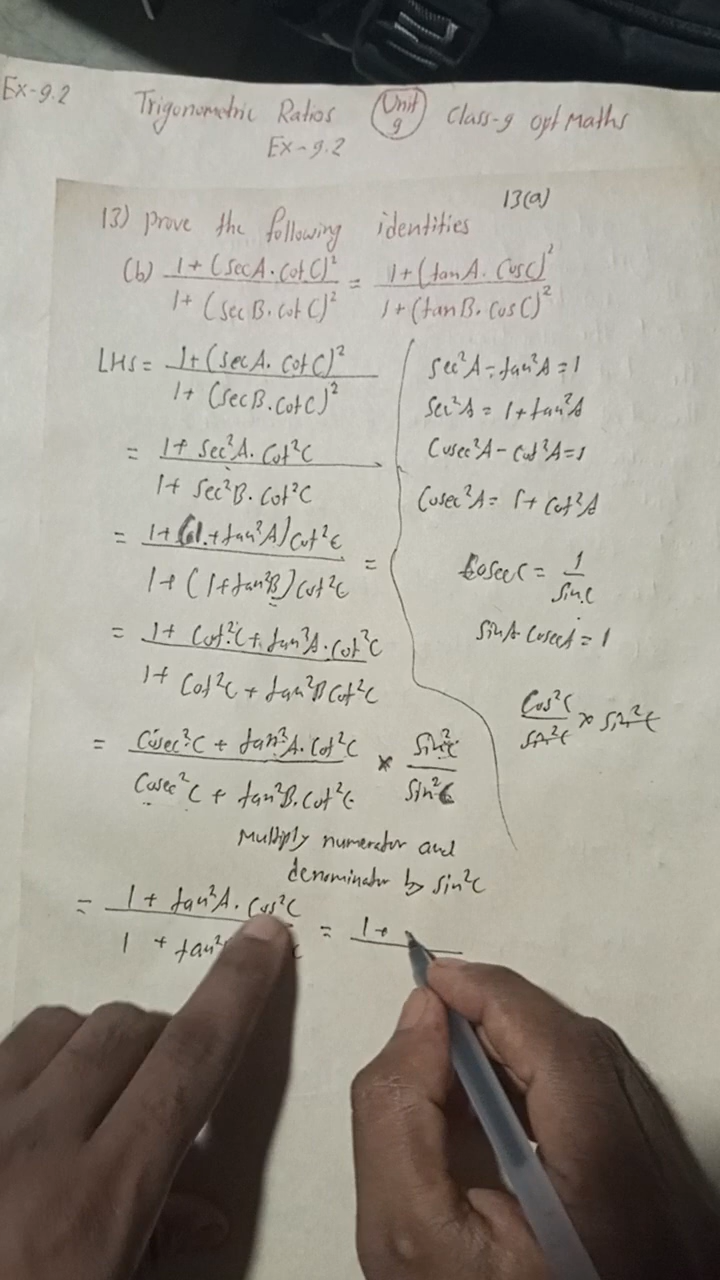 Ex-9.2 Trigonometric Ratios Unit 9 Class-9 opt Maths
Ex-9.2
13(a)
13) prove the following identities
(b) 1+(secA.cotC)²/1+(secB.cotC)² = 1+(tanA.CosC)²/1+(tanB.CosC)²
LHS = 1+(secA.CotC)²/1+(secB.cotC)²
= 1+Sec²A.Cot²C/1+Sec²B.Cot²C
= 1+(1+tan²A)Cot²C/1+(1+tan²B)Cot²C =
= 1+Cot²C+tan²A.Cot²C/1+Cot²C+tan²BCot²C
= Cosec²C+tan²A.Cot²C/Cosec²C+tan²B.Cot²C × Sin²C/Sin²C
Multiply numerator and
denominator by Sin²C
= 1+tan²A.Cos²C/1+tan² = 1+
Sec²A-tan²A=1
Sec²A=1+tan²A
Cosec²A-Cot²A=1
Cosec²A=1+Cot²A
CosecC=1/SinC
SinA.CosecA=1
Cos²C/Sin²C × Sin²C